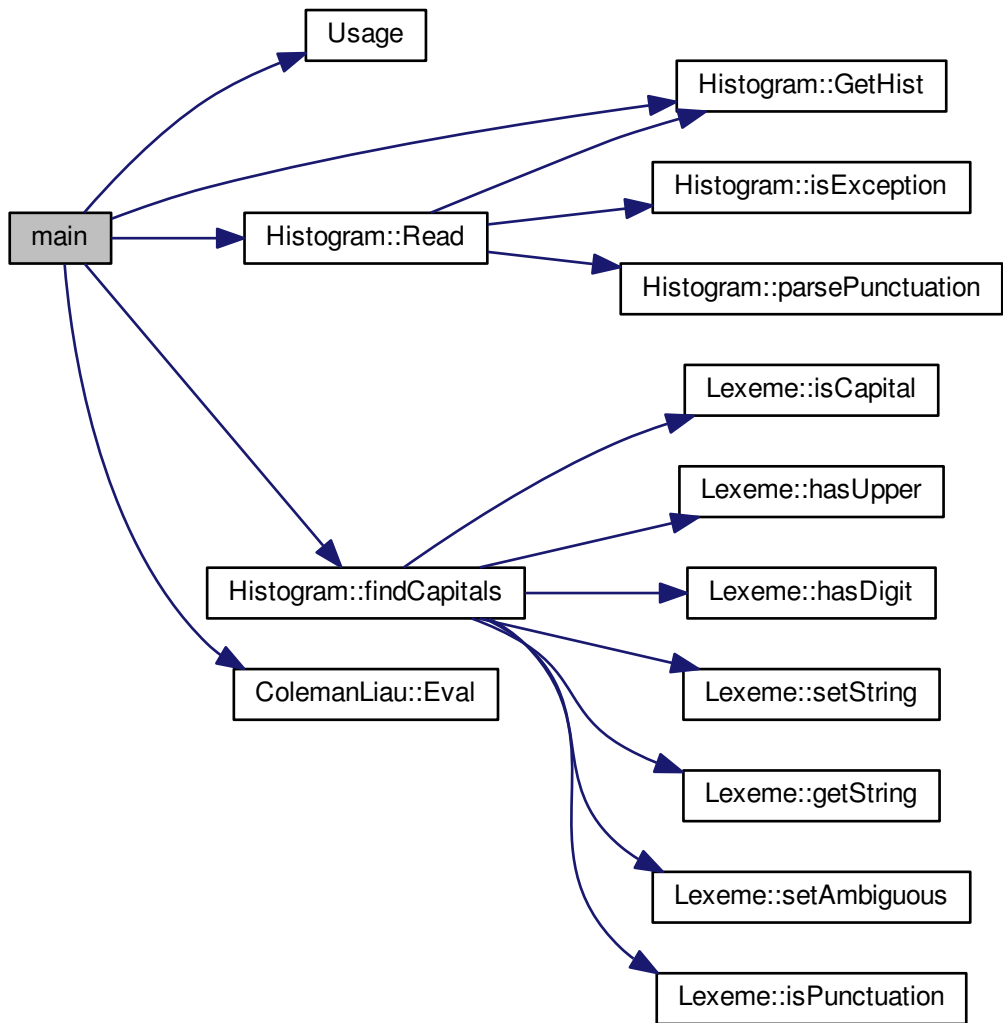 Usage
Histogram::GetHist
Histogram::isException
main
Histogram::Read
Histogram::parsePunctuation
Lexeme::isCapital
Lexeme::hasUpper
Histogram::findCapitals
Lexeme::hasDigit
ColemanLiau::Eval
Lexeme::setString
Lexeme::getString
Lexeme::setAmbiguous
Lexeme::isPunctuation